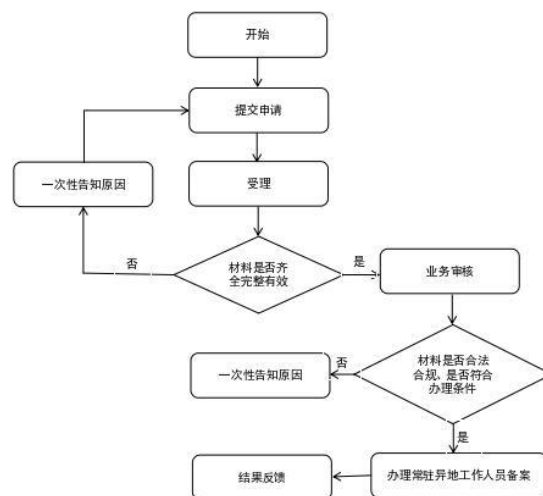 开始
提交申请
一次性告知原因
受理
否
材料是否齐
全完整有效
是
业务审核
材料是否合法
合规、是否符合
办理条件
否
一次性告知原因
是
办理常驻异地工作人员备案
结果反馈